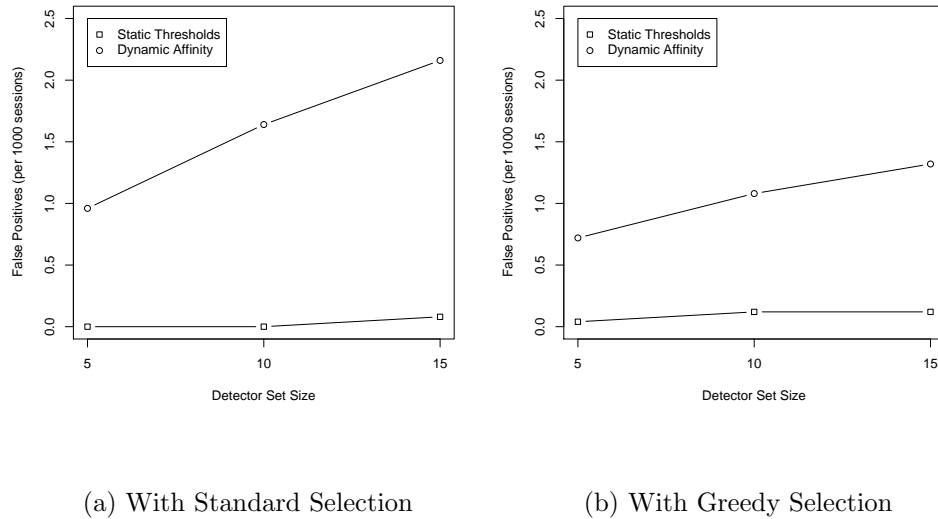 Static Thresholds
Dynamic Affinity
False Positives (per 1000 sessions)
2.5
2.0
1.5
1.0
0.5
0.0
5
10
15
Detector Set Size
(a) With Standard Selection
Static Thresholds
Dynamic Affinity
False Positives (per 1000 sessions)
2.5
2.0
1.5
1.0
0.5
0.0
5
10
15
Detector Set Size
(b) With Greedy Selection